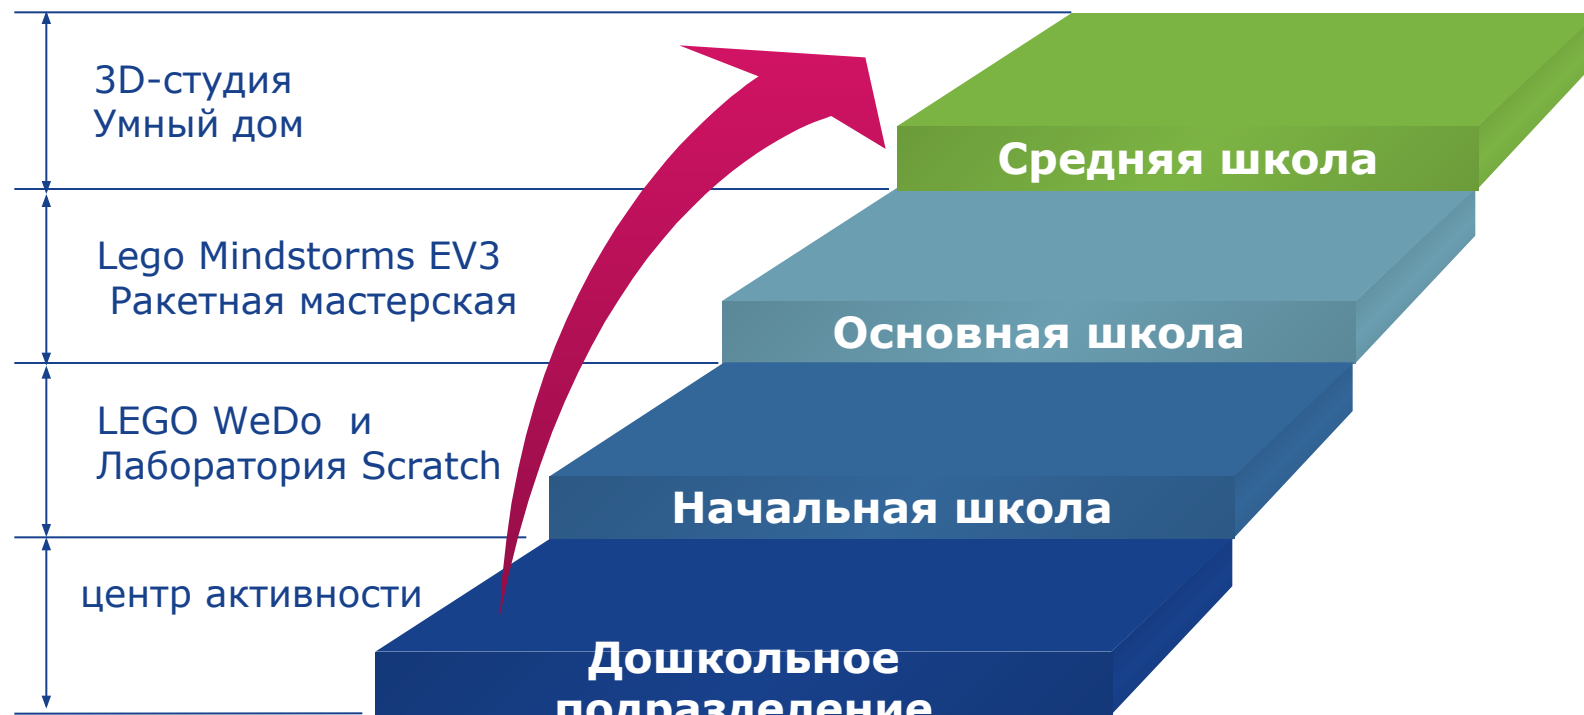 3D-студия
Умный дом
Средняя школа
Lego Mindstorms EV3
Ракетная мастерская
Основная школа
LEGO WeDo и
Лаборатория Scratch
Начальная школа
центр активности
Дошкольное
подразделение